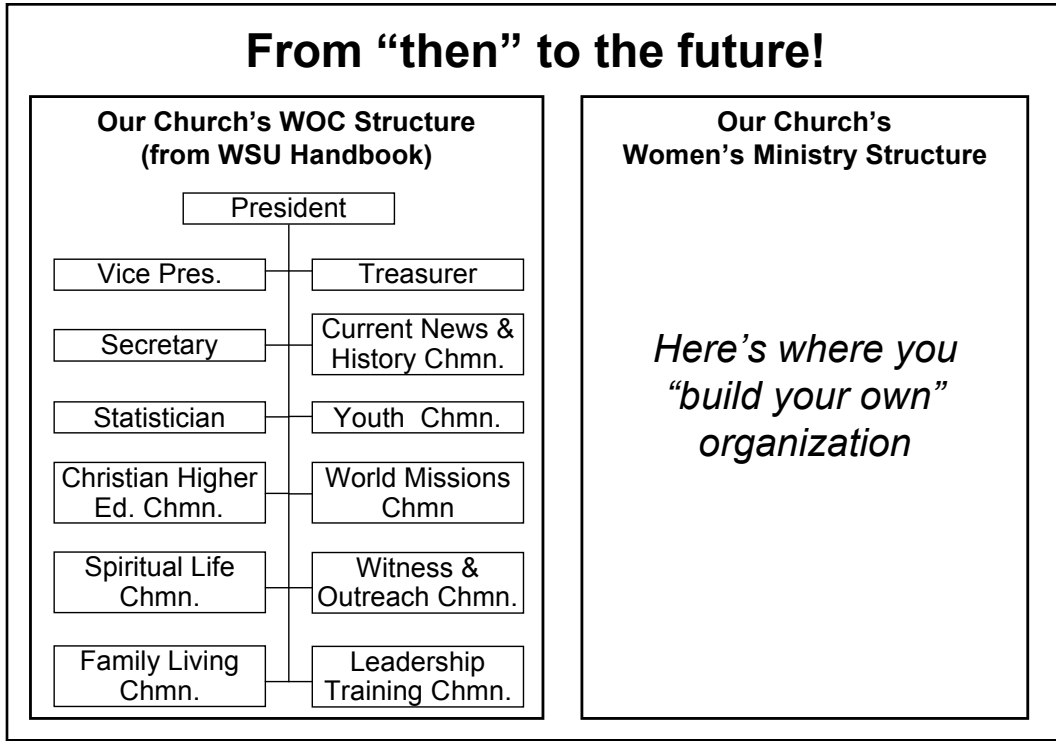 From “then” to the future!
Our Church’s WOC Structure
(from WSU Handbook)
President
Vice Pres.
Treasurer
Secretary
Current News &
History Chmn.
Statistician
Youth  Chmn.
Christian Higher
Ed. Chmn.
World Missions
Chmn
Spiritual Life
Chmn.
Witness &
Outreach Chmn.
Family Living
Chmn.
Leadership
Training Chmn.
Our Church’s
Women’s Ministry Structure
Here’s where you
“build your own”
organization